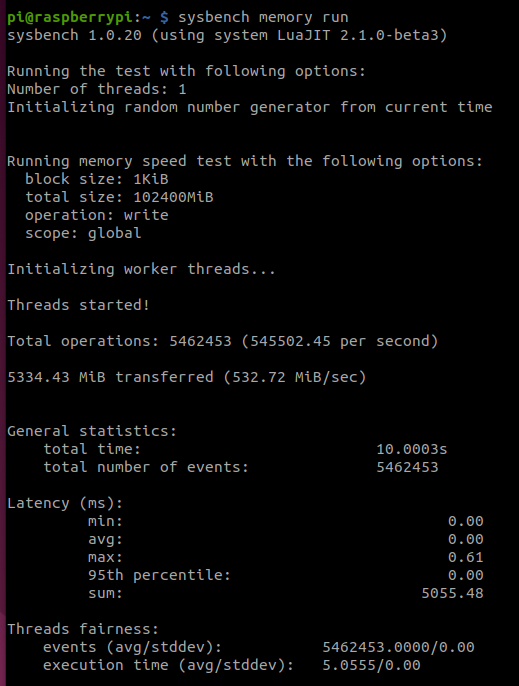 pi@raspberrypi:~ $ sysbench memory run
sysbench 1.0.20 (using system LuaJIT 2.1.0-beta3)
Running the test with following options:
Number of threads: 1
Initializing random number generator from current time
Running memory speed test with the following options:
block size: 1KiB
total size: 102400MiB
operation: write
scope: global
Initializing worker threads...
Threads started!
Total operations: 5462453 (545502.45 per second)
5334.43 MiB transferred (532.72 MiB/sec)
General statistics:
total time: 10.0003s
total number of events: 5462453
Latency (ms):
min: 0.00
avg: 0.00
max: 0.61
95th percentile: 0.00
sum: 5055.48
Threads fairness:
events (avg/stddev): 5462453.0000/0.00
execution time (avg/stddev): 5.0555/0.00